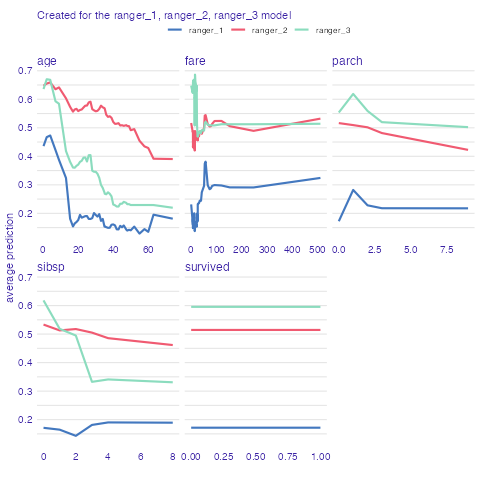 Created for the ranger_1, ranger_2, ranger_3 model
ranger_1 ranger_2 ranger_3
age fare parch
0.7
0.6
0.5
0.4
0.3
0.2
0 20 40 60 0 100 200 300 400 500 0.0 2.5 5.0 7.5
average prediction
sibsp survived
0.7
0.6
0.5
0.4
0.3
0.2
0 2 4 6 8 0.00 0.25 0.50 0.75 1.00